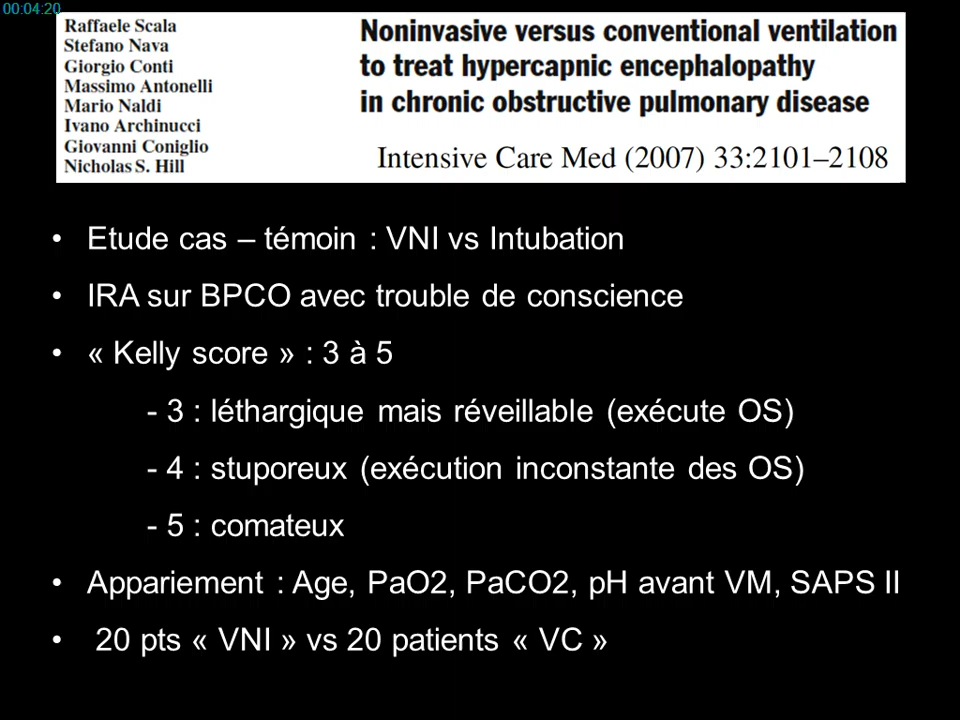 00:04:20
Raffaele Scala
Stefano Nava
Giorgio Conti
Massimo Antonelli
Mario Naldi
Ivano Archinucci
Giovanni Coniglio
Nicholas S. Hill
Noninvasive versus conventional ventilation
to treat hypercapnic encephalopathy
in chronic obstructive pulmonary disease
Intensive Care Med (2007) 33:2101–2108
• Etude cas – témoin : VNI vs Intubation
• IRA sur BPCO avec trouble de conscience
• « Kelly score » : 3 à 5
- 3 : léthargique mais réveillable (exécute OS)
- 4 : stuporeux (exécution inconstante des OS)
- 5 : comateux
• Appariement : Age, PaO2, PaCO2, pH avant VM, SAPS II
• 20 pts « VNI » vs 20 patients « VC »